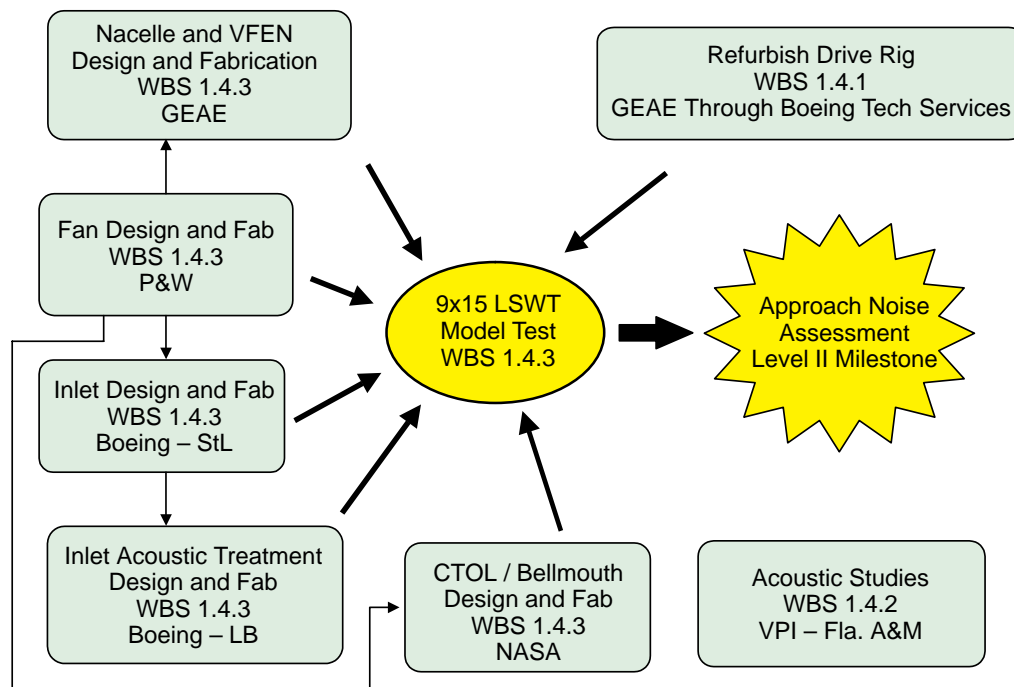 Nacelle and VFEN
Design and Fabrication
WBS 1.4.3
GEAE
Refurbish Drive Rig
WBS 1.4.1
GEAE Through Boeing Tech Services
Fan Design and Fab
WBS 1.4.3
P&W
9x15 LSWT
Model Test
WBS 1.4.3
Approach Noise
Assessment
Level II Milestone
Inlet Design and Fab
WBS 1.4.3
Boeing – StL
Inlet Acoustic Treatment
Design and Fab
WBS 1.4.3
Boeing – LB
CTOL / Bellmouth
Design and Fab
WBS 1.4.3
NASA
Acoustic Studies
WBS 1.4.2
VPI – Fla. A&M